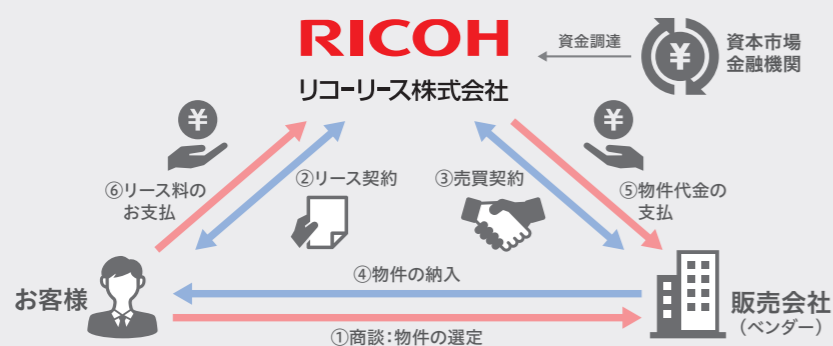 RICOH
リコーリース株式会社
資金調達
¥
資本市場
金融機関
¥
¥
⑥リース料の
お支払
②リース契約
③売買契約
⑤物件代金の
支払
お客様
④物件の納入
①商談：物件の選定
販売会社
（ベンダー）